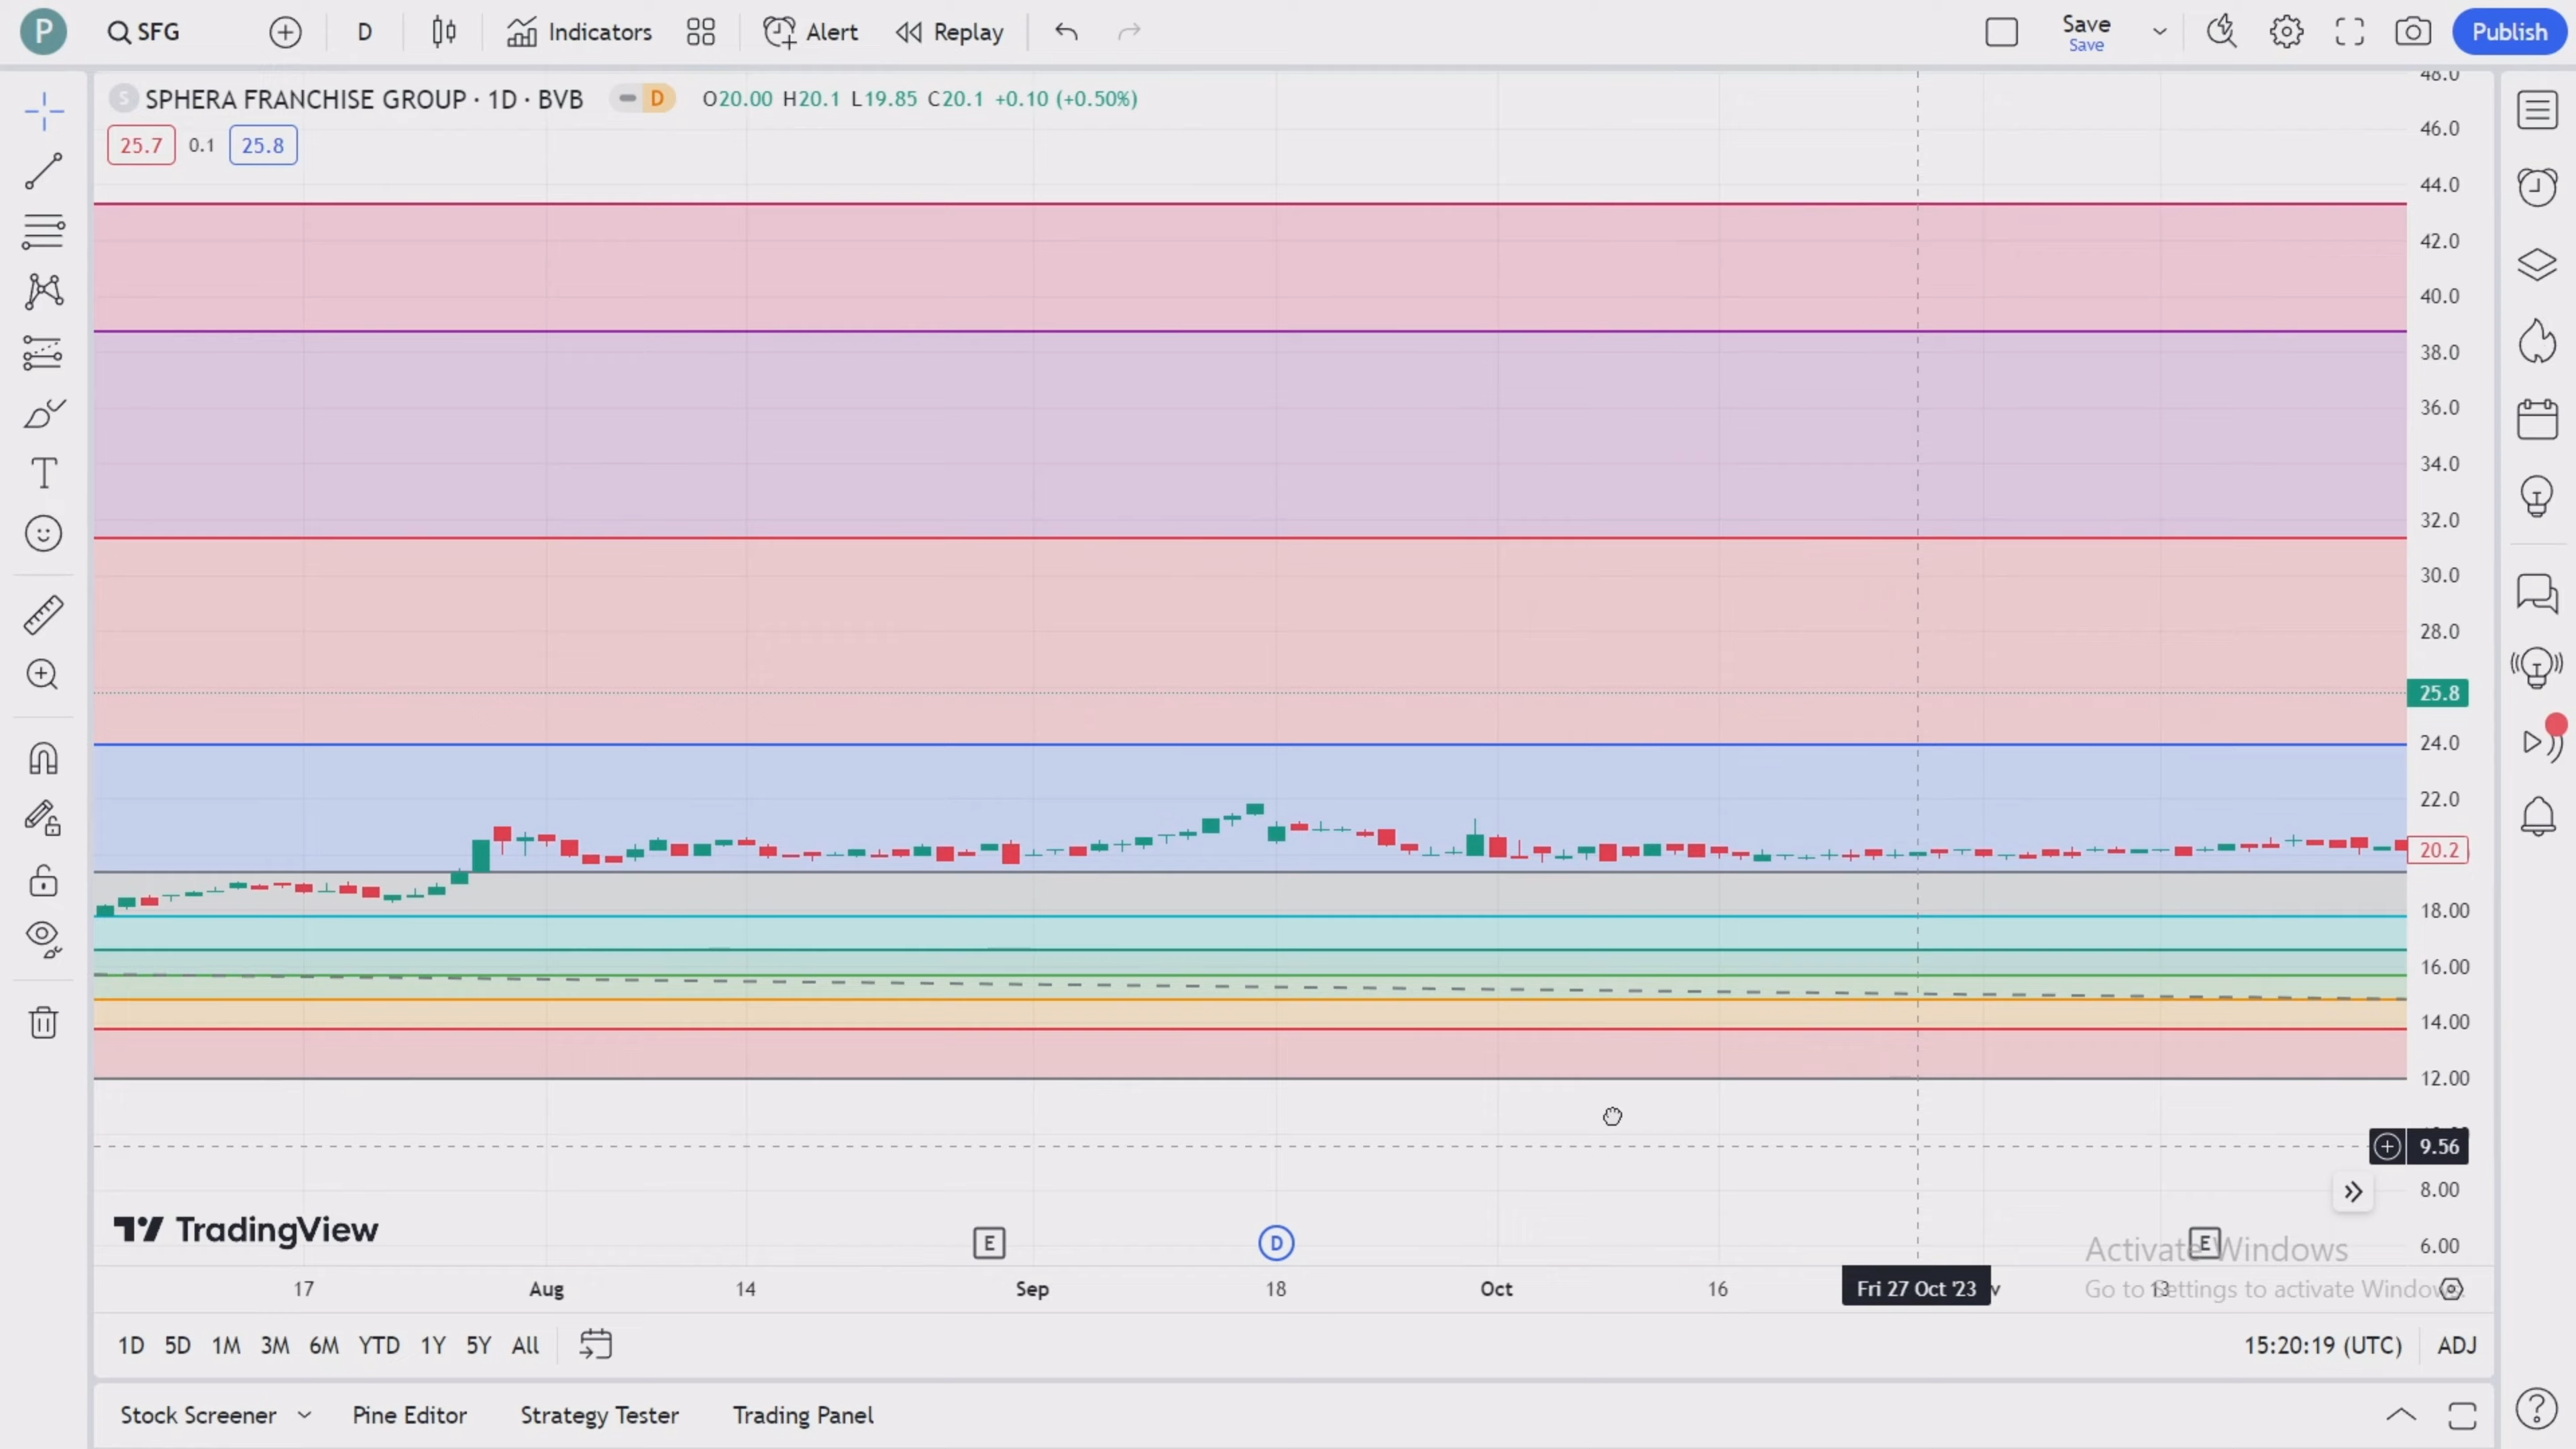 P SFG D Indicators Alert Replay Save Publish
Save
S SPHERA FRANCHISE GROUP · 1D · BVB D O20.00 H20.1 L19.85 C20.1 +0.10 (+0.50%)
25.7 0.1 25.8
48.0
46.0
44.0
42.0
40.0
38.0
36.0
34.0
32.0
30.0
28.0
25.8
24.0
22.0
20.2
18.00
16.00
14.00
12.00
9.56
8.00
6.00
TradingView E D E
Activate Windows
Go to Settings to activate Windows.
17 Aug 14 Sep 18 Oct 16 Fri 27 Oct '23 13
1D 5D 1M 3M 6M YTD 1Y 5Y All 15:20:19 (UTC) ADJ
Stock Screener Pine Editor Strategy Tester Trading Panel